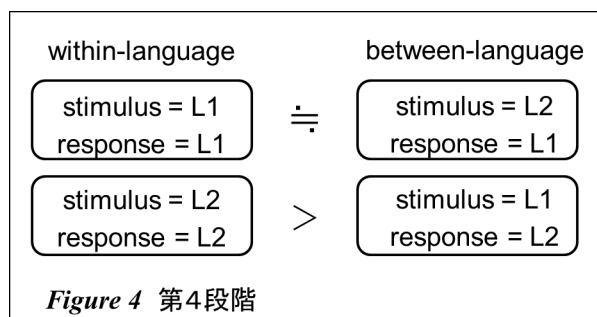 within-language between-language
stimulus = L1 ≒ stimulus = L2
response = L1 response = L1
stimulus = L2 > stimulus = L1
response = L2 response = L2
Figure 4 第4段階